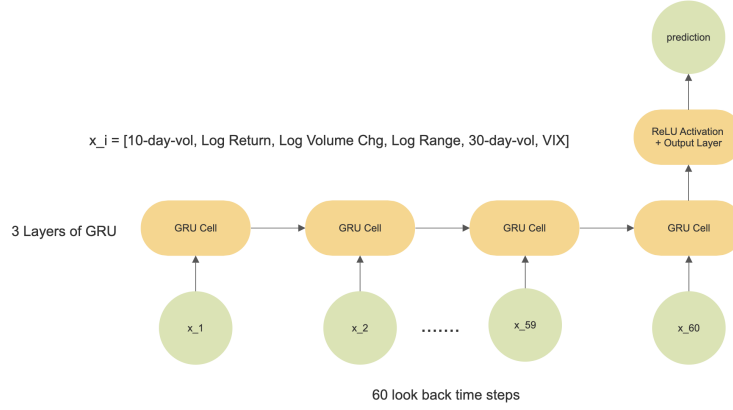 prediction
x_i = [10-day-vol, Log Return, Log Volume Chg, Log Range, 30-day-vol, VIX]
ReLU Activation
+ Output Layer
3 Layers of GRU
GRU Cell
GRU Cell
GRU Cell
GRU Cell
x_1
x_2
.......
x_59
x_60
60 look back time steps